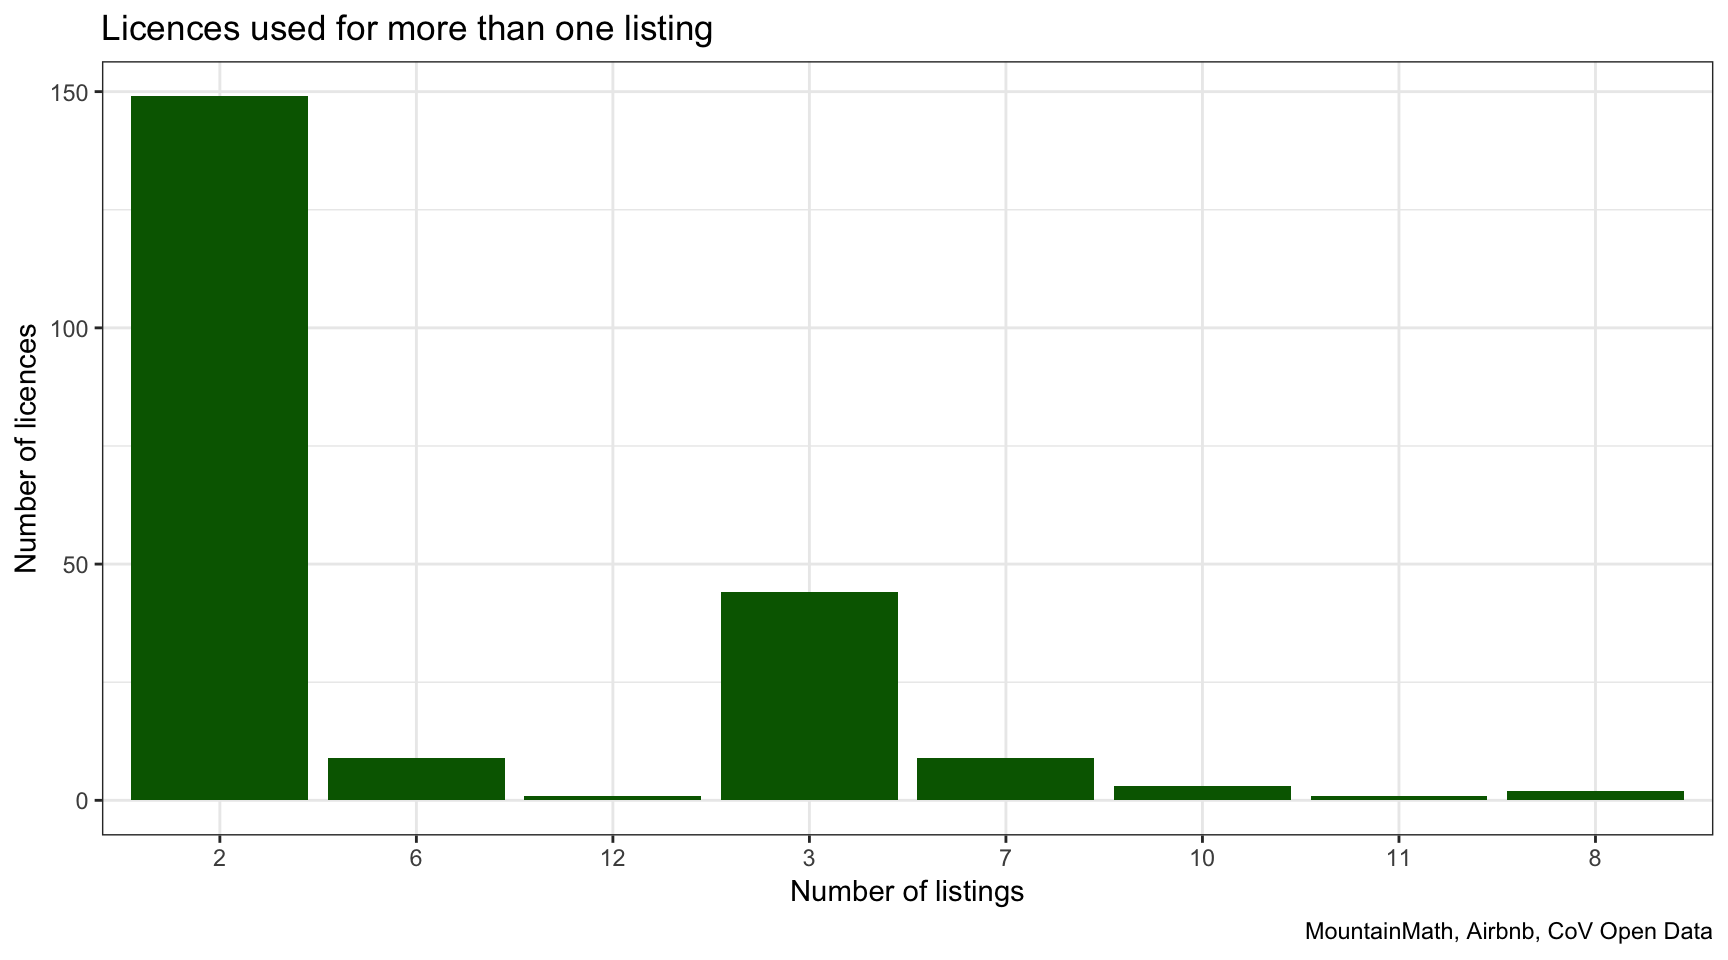 Licences used for more than one listing
150
100
50
0
Number of licences
2 6 12 3 7 10 11 8
Number of listings
MountainMath, Airbnb, CoV Open Data